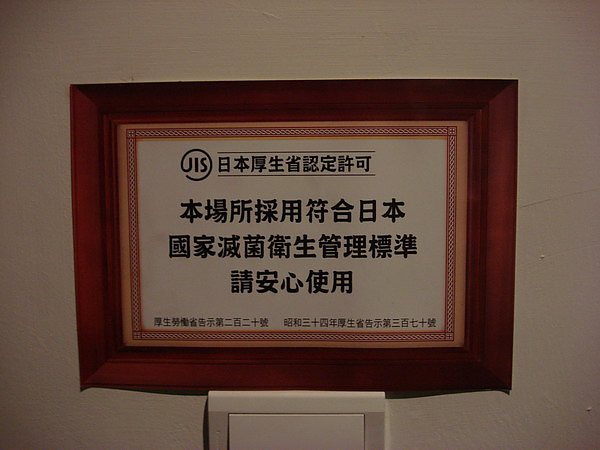 JIS 日本厚生省認定許可
本場所採用符合日本
國家滅菌衛生管理標準
請安心使用
厚生勞働省告示第二百二十號 昭和三十四年厚生省告示第三百七十號